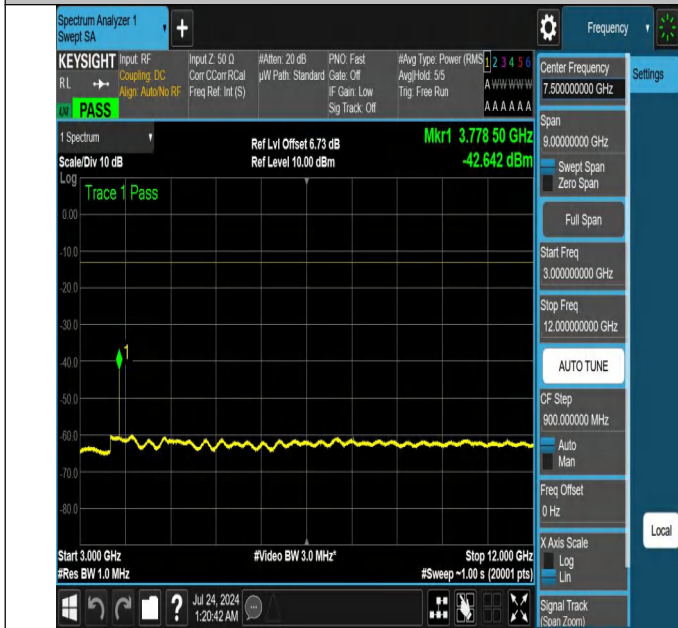 Spectrum Analyzer 1
Swept SA
+
Frequency
KEYSIGHT
RL
PASS
Input: RF
Coupling: DC
Align: Auto/No RF
Input Z: 50 Ω
Corr CCorr RCal
Freq Ref: Int (S)
#Atten: 20 dB
µW Path: Standard
PNO: Fast
Gate: Off
IF Gain: Low
Sig Track: Off
#Avg Type: Power (RMS
Avg|Hold: 5/5
Trig: Free Run
1 2 3 4 5 6
A W W W W W
A A A A A A
1 Spectrum
Scale/Div 10 dB
Ref Lvl Offset 6.73 dB
Ref Level 10.00 dBm
Mkr1 3.778 50 GHz
-42.642 dBm
Log
Trace 1 Pass
0.00
-10.0
-20.0
-30.0
-40.0
-50.0
-60.0
-70.0
-80.0
1
Start 3.000 GHz
#Res BW 1.0 MHz
#Video BW 3.0 MHz*
Stop 12.000 GHz
#Sweep ~1.00 s (20001 pts)
Center Frequency
7.500000000 GHz
Settings
Span
9.00000000 GHz
Swept Span
Zero Span
Full Span
Start Freq
3.000000000 GHz
Stop Freq
12.000000000 GHz
AUTO TUNE
CF Step
900.000000 MHz
Auto
Man
Freq Offset
0 Hz
X Axis Scale
Log
Lin
Local
Signal Track
(Span Zoom)
?
Jul 24, 2024
1:20:42 AM